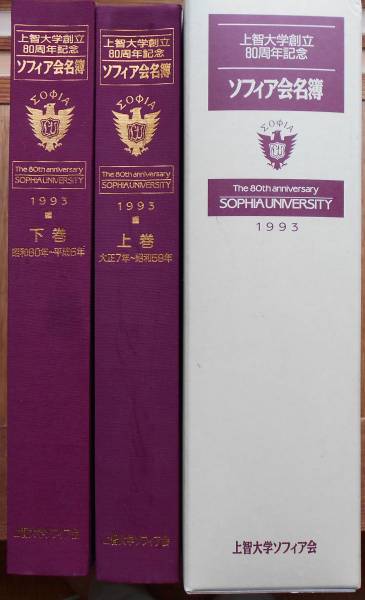 上智大学創立
80周年記念
ソフィア会名簿
ΣΟΦΙΑ
The 80th anniversary
SOPHIA UNIVERSITY
1993
下巻
昭和60年~平成5年
上智大学ソフィア会
上智大学創立
80周年記念
ソフィア会名簿
ΣΟΦΙΑ
The 80th anniversary
SOPHIA UNIVERSITY
1993
上巻
大正7年~昭和59年
上智大学ソフィア会
上智大学創立
80周年記念
ソフィア会名簿
ΣΟΦΙΑ
The 80th anniversary
SOPHIA UNIVERSITY
1993
上智大学ソフィア会